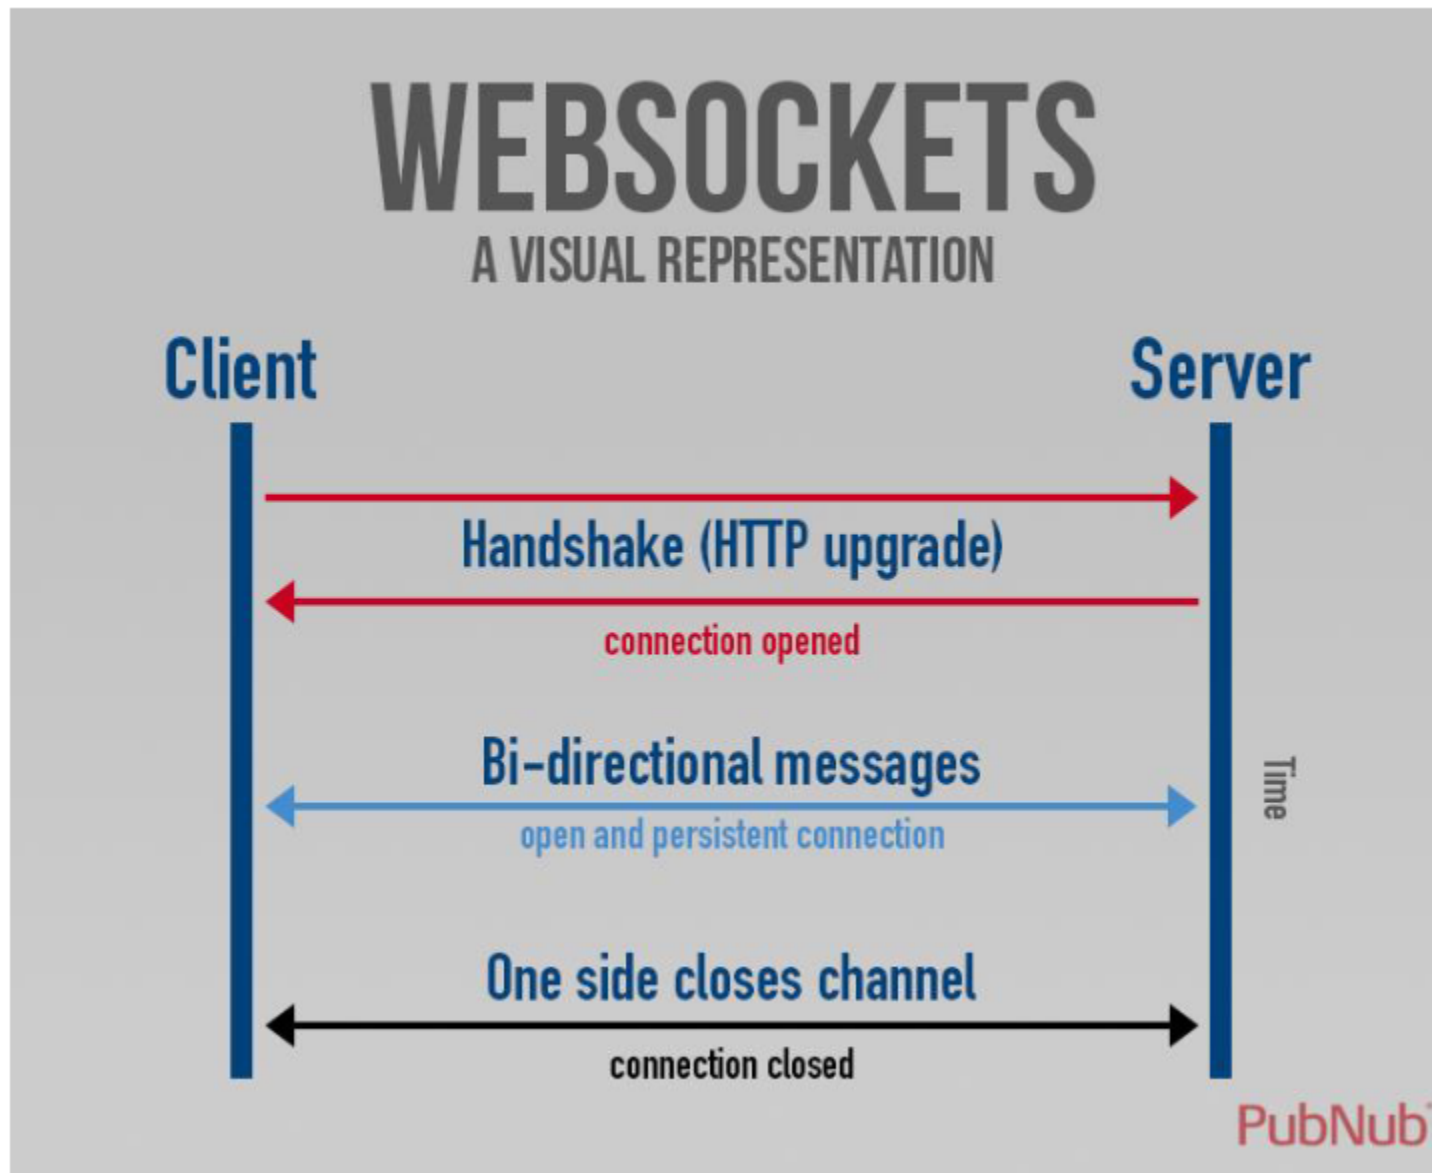 WEBSOCKETS
A VISUAL REPRESENTATION
Client
Server
Handshake (HTTP upgrade)
connection opened
Bi-directional messages
open and persistent connection
Time
One side closes channel
connection closed
PubNub